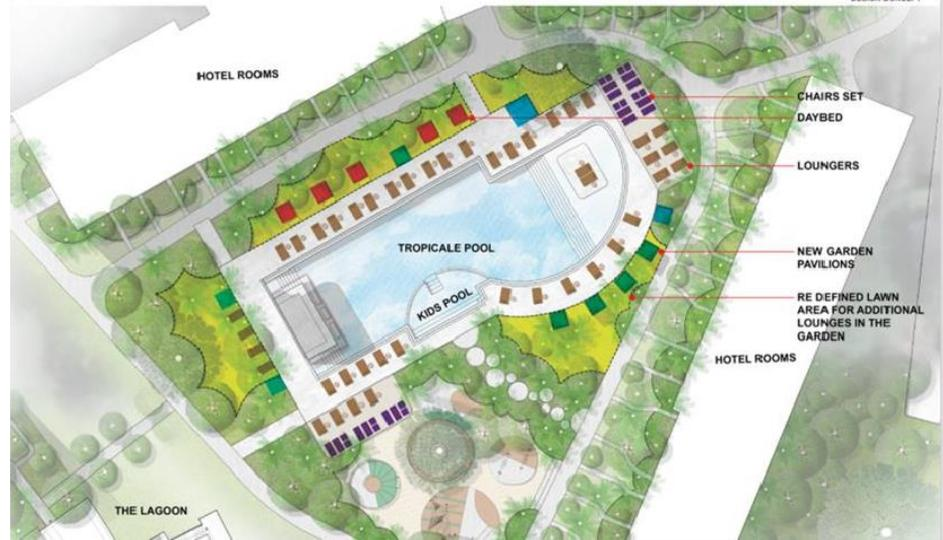 HOTEL ROOMS
CHAIRS SET
DAYBED
LOUNGERS
TROPICALE POOL
NEW GARDEN
PAVILIONS
KIDS POOL
RE DEFINED LAWN
AREA FOR ADDITIONAL
LOUNGES IN THE
GARDEN
HOTEL ROOMS
THE LAGOON